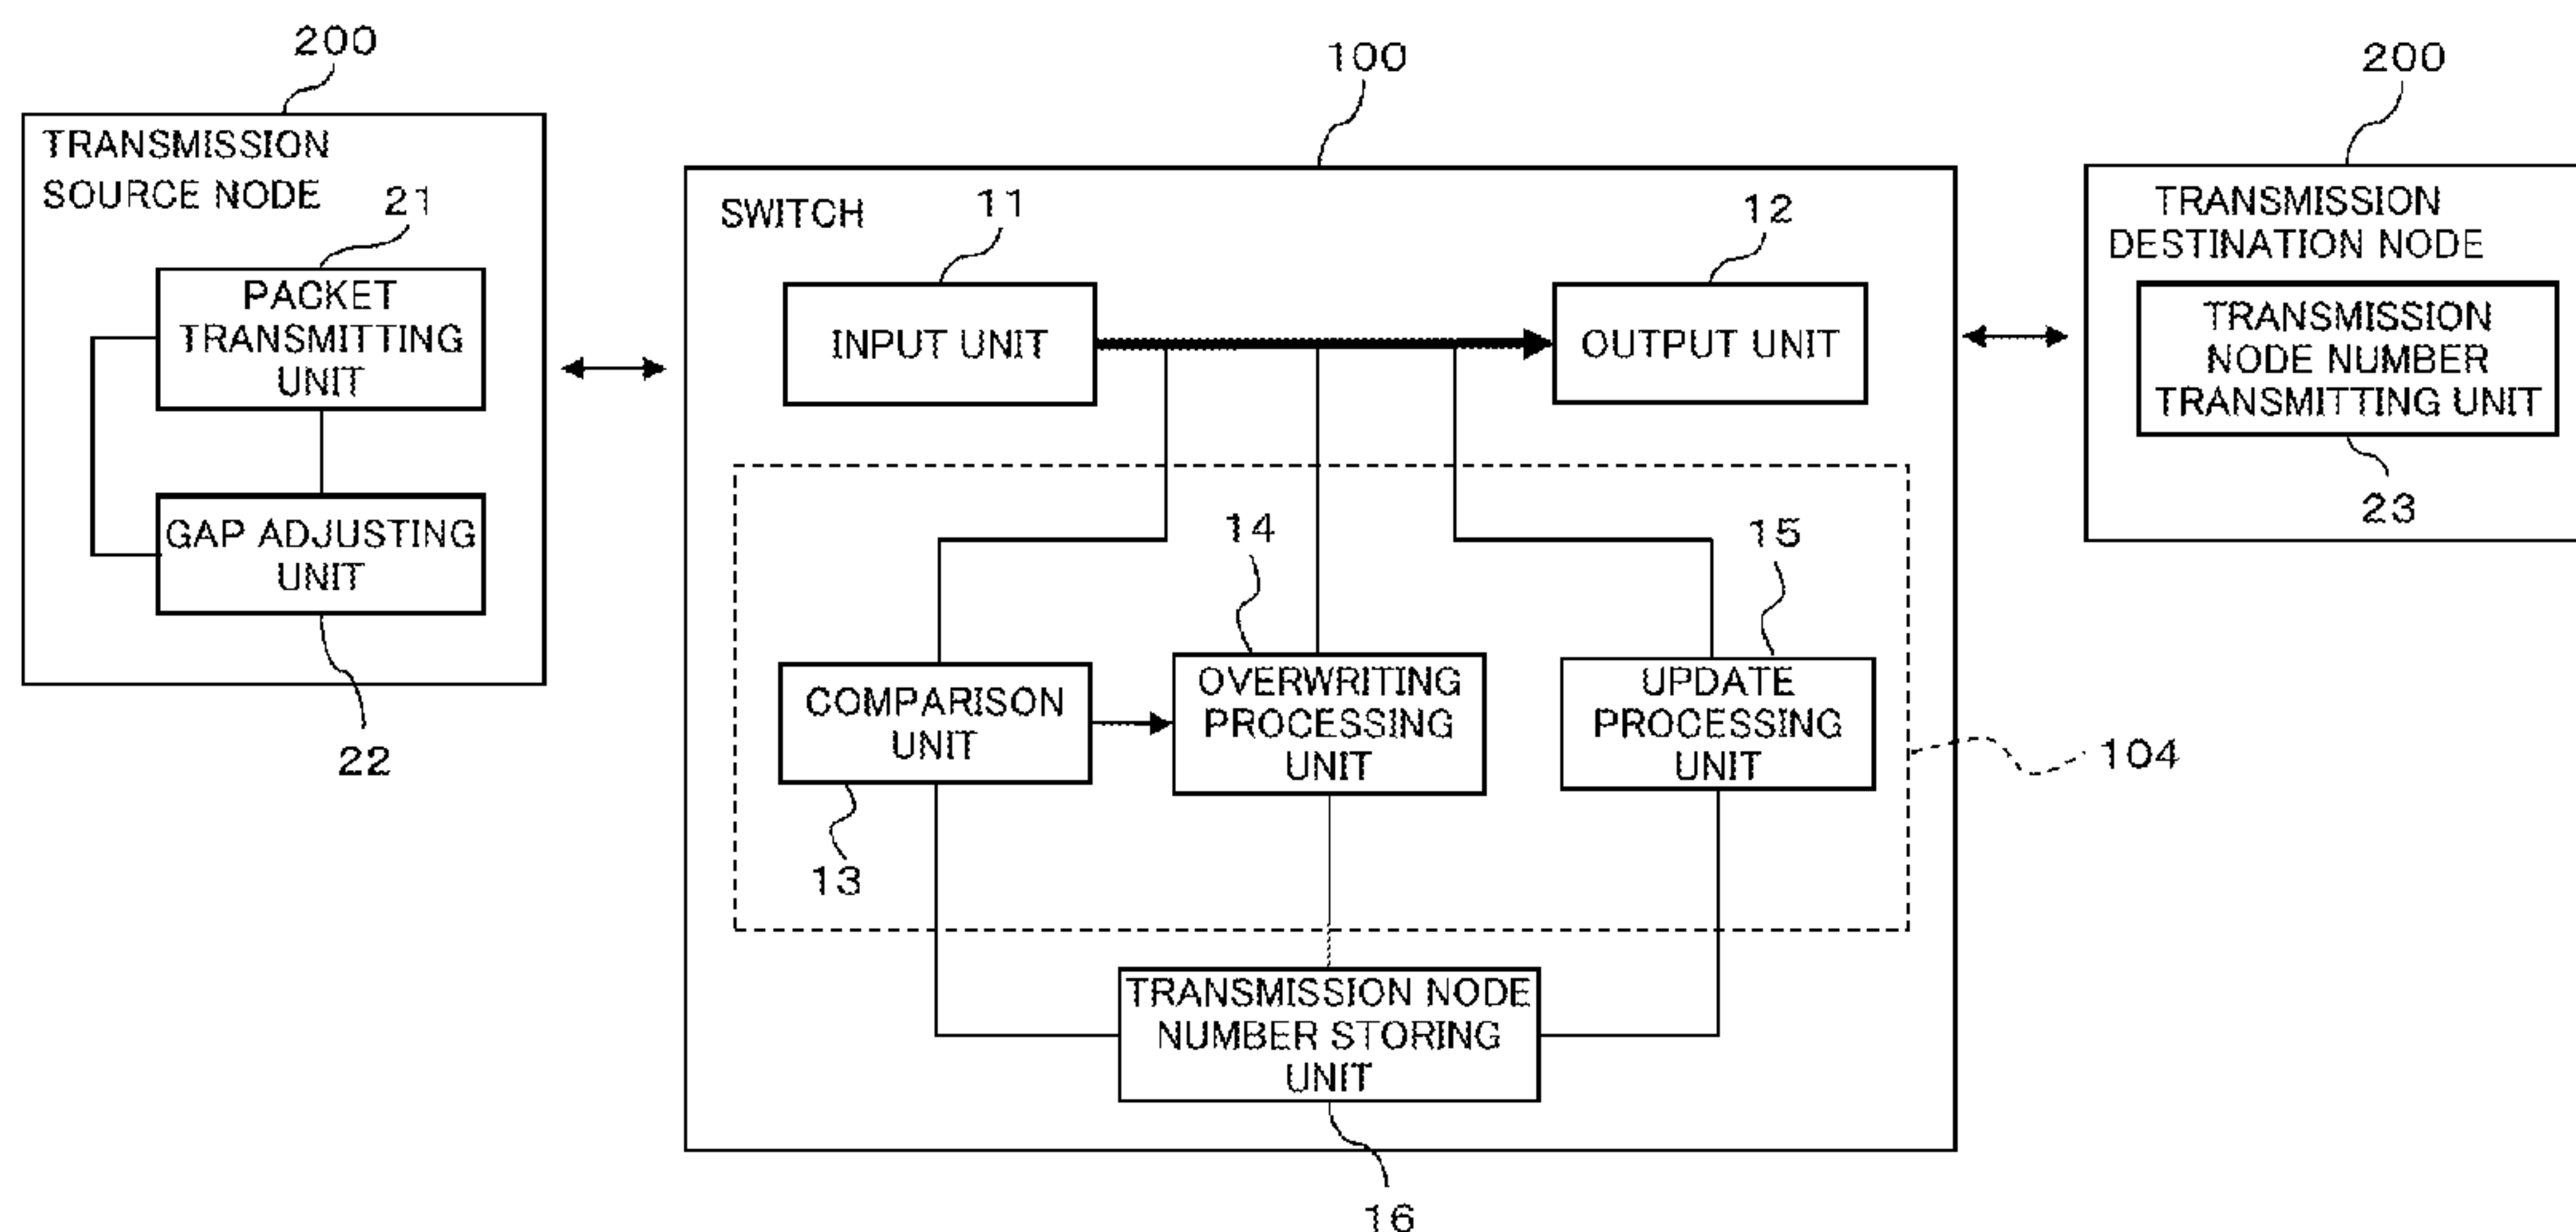 200
TRANSMISSION
SOURCE NODE
21
PACKET
TRANSMITTING
UNIT
GAP ADJUSTING
UNIT
22
100
SWITCH
11
INPUT UNIT
12
OUTPUT UNIT
14
15
COMPARISON
UNIT
13
OVERWRITING
PROCESSING
UNIT
UPDATE
PROCESSING
UNIT
104
TRANSMISSION NODE
NUMBER STORING
UNIT
16
200
TRANSMISSION
DESTINATION NODE
TRANSMISSION
NODE NUMBER
TRANSMITTING UNIT
23